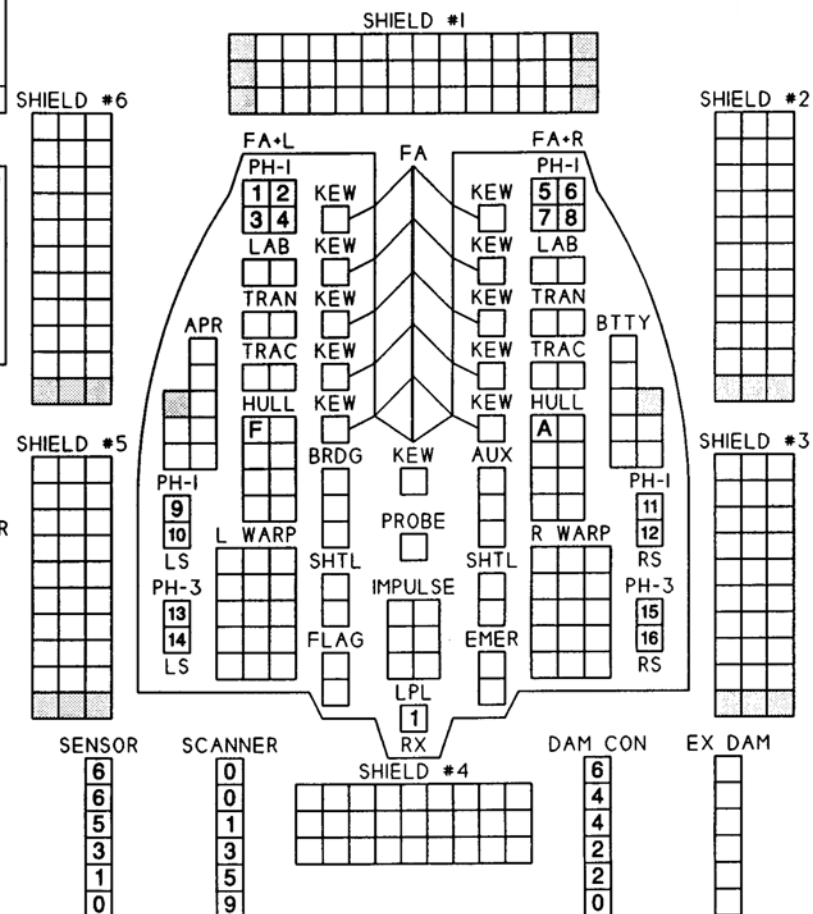 SHIELD #1
SHIELD #6
SHIELD #2
FA+L
FA
FA+R
PH-1
PH-1
1 2
KEW
KEW
5 6
3 4
7 8
LAB
KEW
KEW
LAB
TRAN
KEW
KEW
TRAN
APR
BTTY
TRAC
KEW
KEW
TRAC
HULL
KEW
KEW
HULL
F
A
SHIELD #5
SHIELD #3
BRDG
KEW
AUX
PH-1
PH-1
9
11
10
12
L WARP
PROBE
R WARP
R
LS
SHTL
SHTL
RS
PH-3
IMPULSE
PH-3
13
15
14
16
FLAG
EMER
LS
RS
LPL
1
RX
SENSOR
SCANNER
SHIELD #4
DAM CON
EX DAM
6
0
6
6
0
4
5
1
4
3
3
2
1
5
2
0
9
0